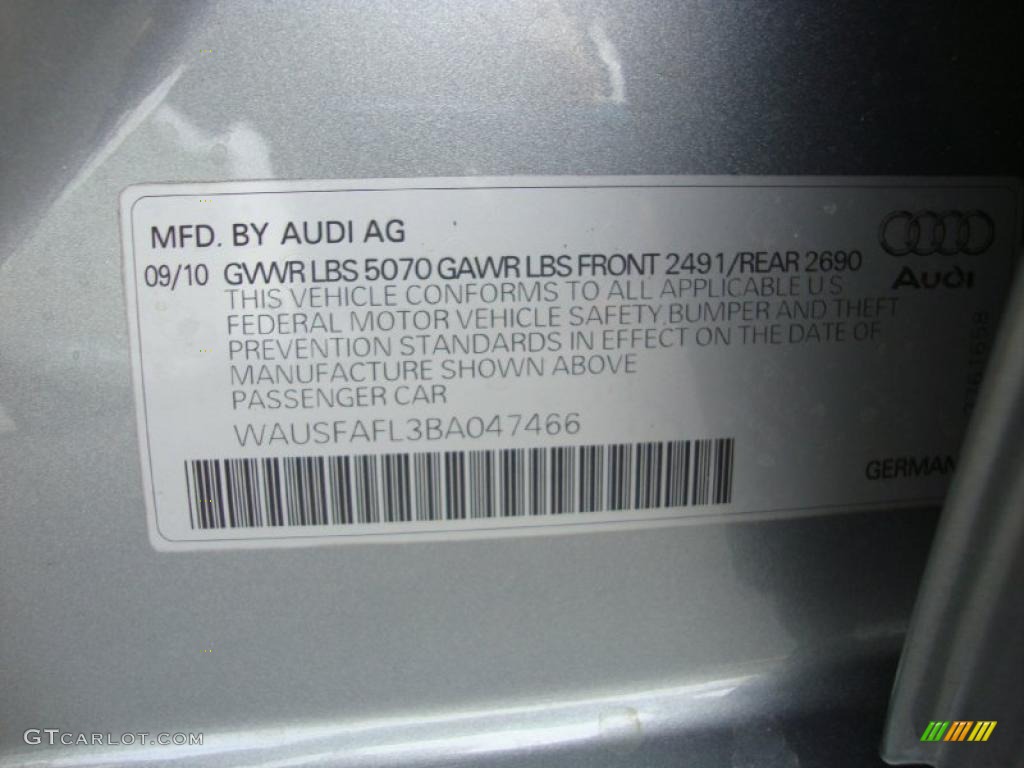 MFD. BY AUDI AG
09/10 GVWR LBS 5070 GAWR LBS FRONT 2491/REAR 2690
THIS VEHICLE CONFORMS TO ALL APPLICABLE U S
FEDERAL MOTOR VEHICLE SAFETY, BUMPER AND THEFT
PREVENTION STANDARDS IN EFFECT ON THE DATE OF
MANUFACTURE SHOWN ABOVE
PASSENGER CAR
WAUSFAFL3BA047466
Audi
GERMAN
GTCARLOT.COM